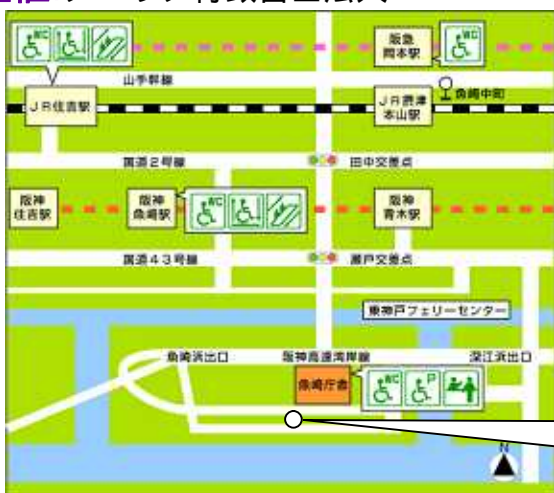 WC
阪急
岡本駅
WC
山手幹線
魚崎中町
JR住吉駅
JR摂津
本山駅
国道2号線
田中交差点
阪神
住吉駅
阪神
魚崎駅
WC
阪神
青木駅
国道43号線
瀬戸交差点
東神戸フェリーセンター
魚崎浜出口
阪神高速湾岸線
深江浜出口
魚崎庁舎
WC
P
N